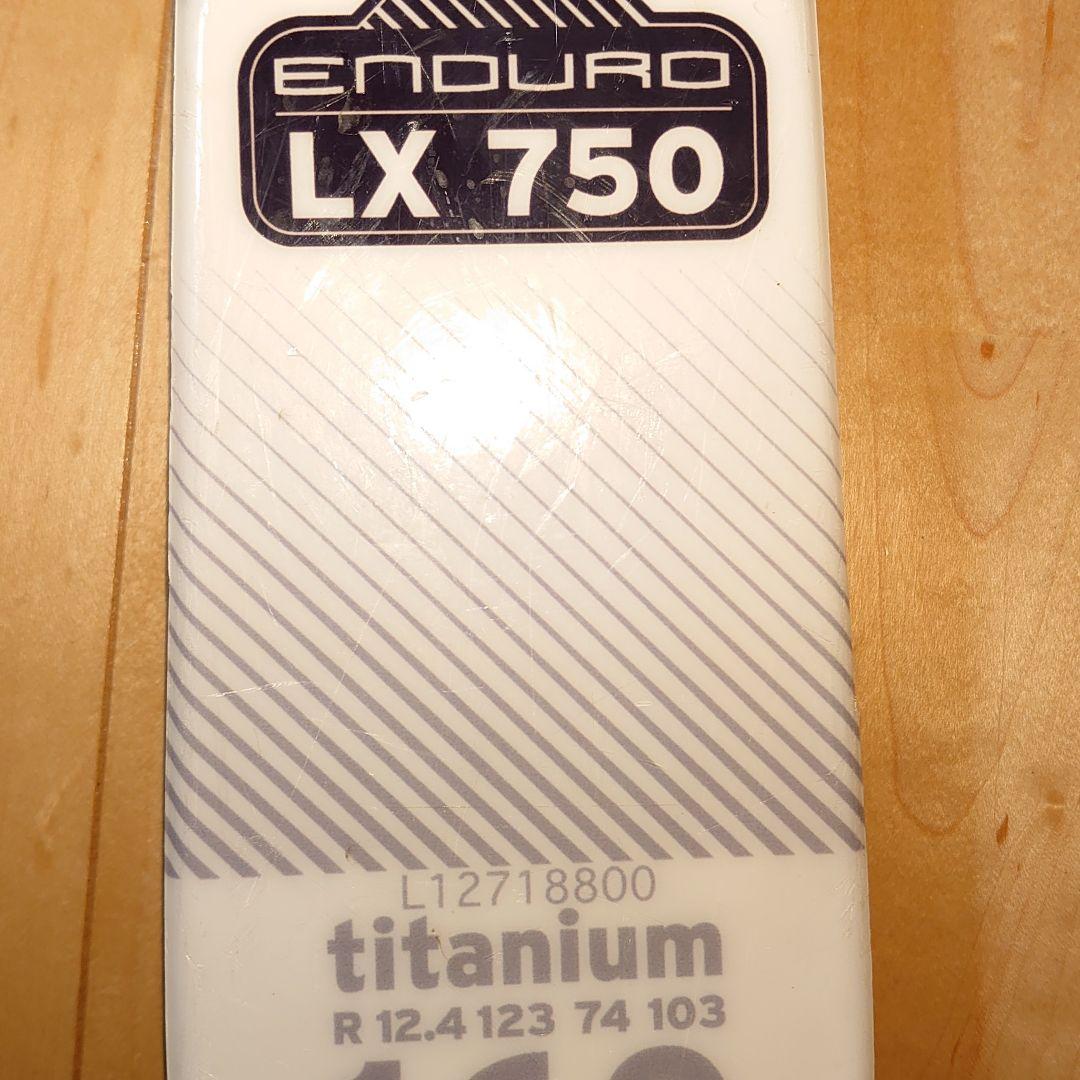 ENDURO
LX 750
L12718800
titanium
R 12.4 123 74 103